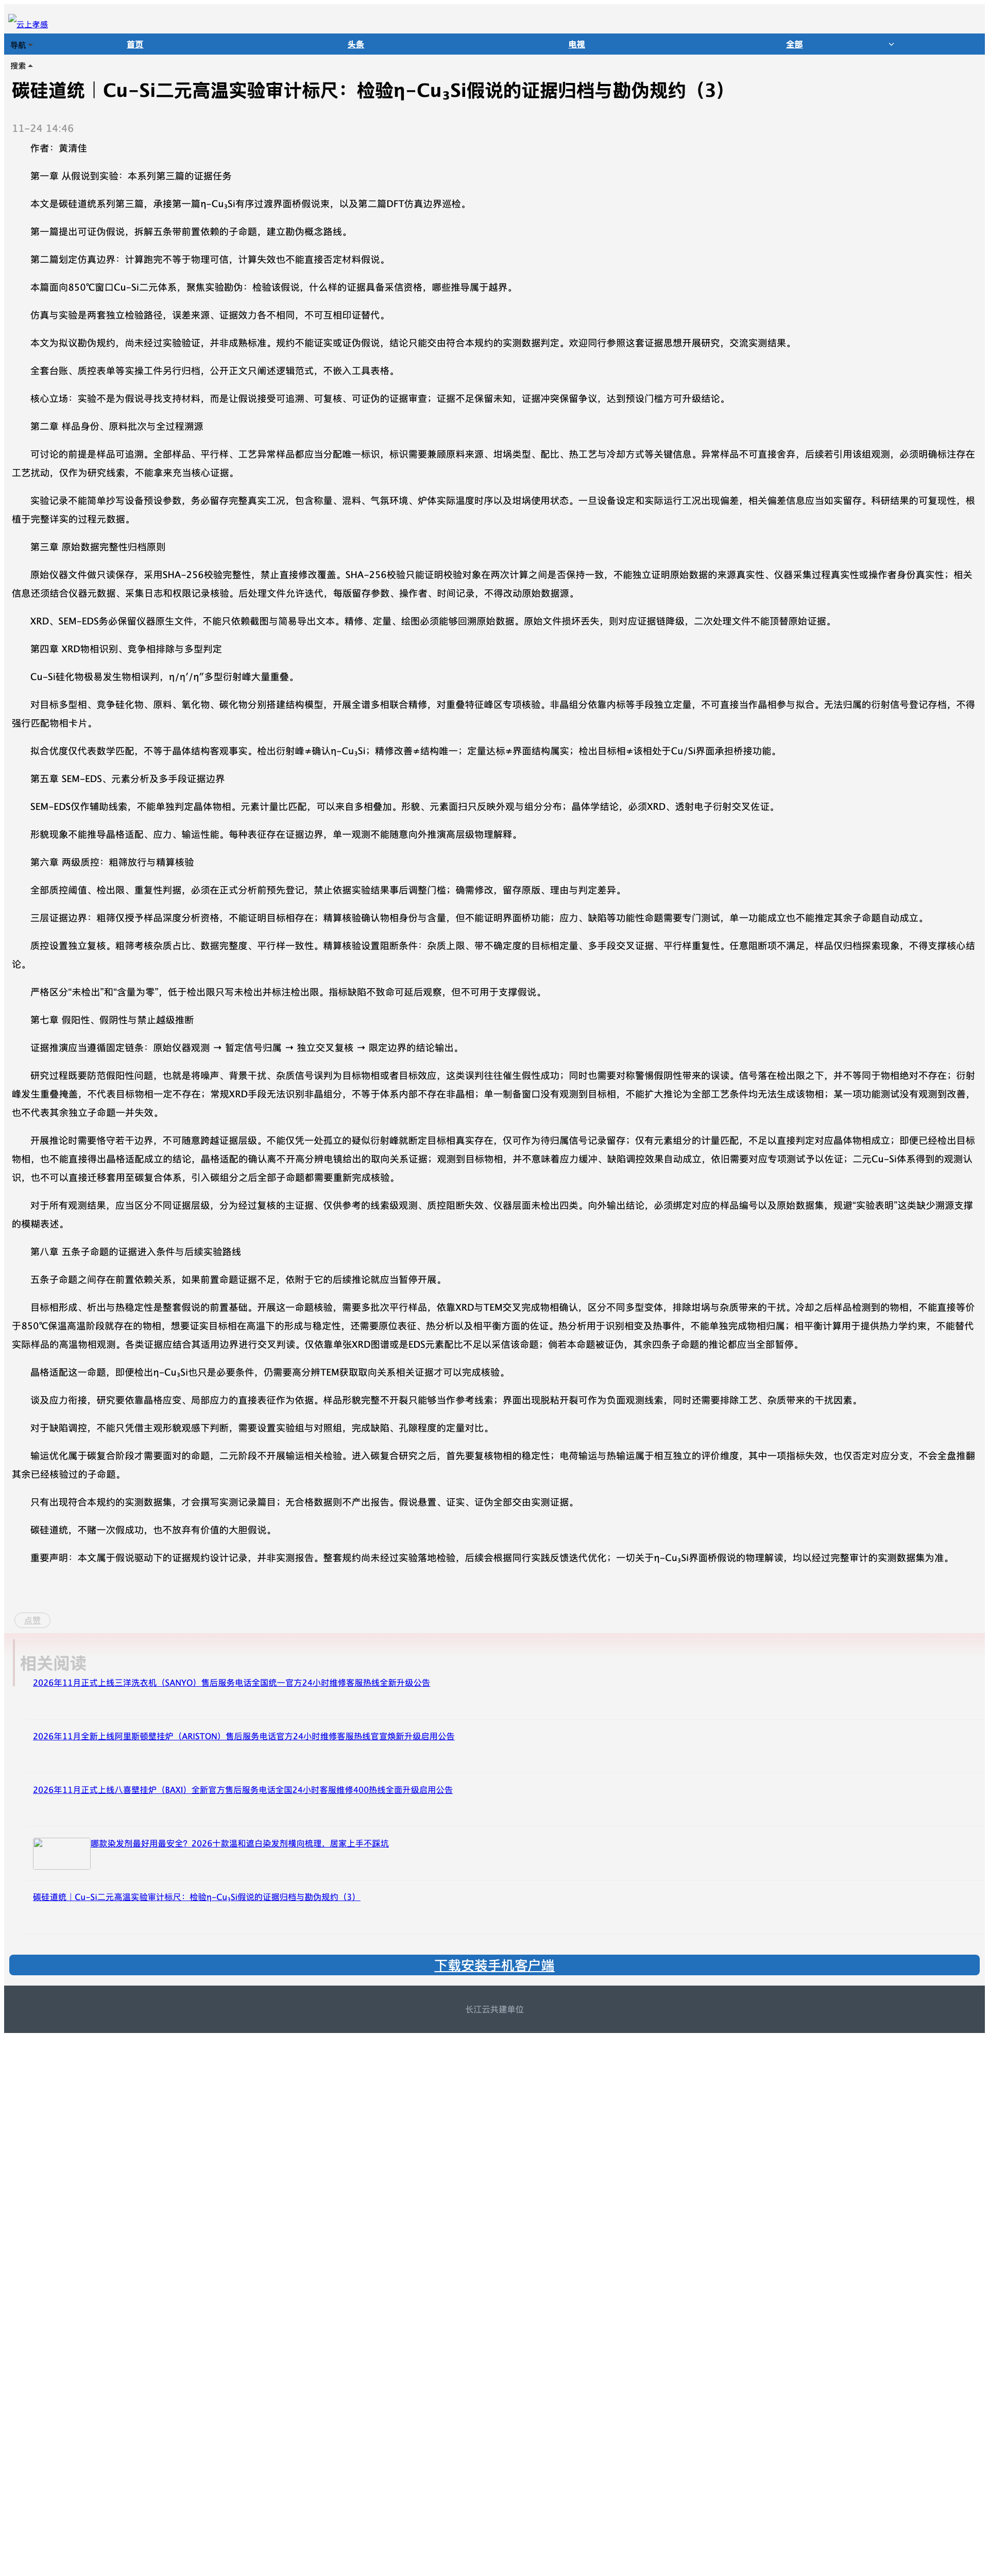 云上孝感
导航
首页
头条
电视
全部
搜索
碳硅道统｜Cu-Si二元高温实验审计标尺：检验η-Cu₃Si假说的证据归档与勘伪规约（3）
11-24 14:46
作者：黄清佳
第一章 从假说到实验：本系列第三篇的证据任务
本文是碳硅道统系列第三篇，承接第一篇η-Cu₃Si有序过渡界面桥假说束，以及第二篇DFT仿真边界巡检。
第一篇提出可证伪假说，拆解五条带前置依赖的子命题，建立勘伪概念路线。
第二篇划定仿真边界：计算跑完不等于物理可信，计算失效也不能直接否定材料假说。
本篇面向850℃窗口Cu-Si二元体系，聚焦实验勘伪：检验该假说，什么样的证据具备采信资格，哪些推导属于越界。
仿真与实验是两套独立检验路径，误差来源、证据效力各不相同，不可互相印证替代。
本文为拟议勘伪规约，尚未经过实验验证，并非成熟标准。规约不能证实或证伪假说，结论只能交由符合本规约的实测数据判定。欢迎同行参照这套证据思想开展研究，交流实测结果。
全套台账、质控表单等实操工件另行归档，公开正文只阐述逻辑范式，不嵌入工具表格。
核心立场：实验不是为假说寻找支持材料，而是让假说接受可追溯、可复核、可证伪的证据审查；证据不足保留未知，证据冲突保留争议，达到预设门槛方可升级结论。
第二章 样品身份、原料批次与全过程溯源
可讨论的前提是样品可追溯。全部样品、平行样、工艺异常样品都应当分配唯一标识，标识需要兼顾原料来源、坩埚类型、配比、热工艺与冷却方式等关键信息。异常样品不可直接舍弃，后续若引用该组观测，必须明确标注存在
工艺扰动，仅作为研究线索，不能拿来充当核心证据。
实验记录不能简单抄写设备预设参数，务必留存完整真实工况，包含称量、混料、气氛环境、炉体实际温度时序以及坩埚使用状态。一旦设备设定和实际运行工况出现偏差，相关偏差信息应当如实留存。科研结果的可复现性，根
植于完整详实的过程元数据。
第三章 原始数据完整性归档原则
原始仪器文件做只读保存，采用SHA-256校验完整性，禁止直接修改覆盖。SHA-256校验只能证明校验对象在两次计算之间是否保持一致，不能独立证明原始数据的来源真实性、仪器采集过程真实性或操作者身份真实性；相关
信息还须结合仪器元数据、采集日志和权限记录核验。后处理文件允许迭代，每版留存参数、操作者、时间记录，不得改动原始数据源。
XRD、SEM-EDS务必保留仪器原生文件，不能只依赖截图与简易导出文本。精修、定量、绘图必须能够回溯原始数据。原始文件损坏丢失，则对应证据链降级，二次处理文件不能顶替原始证据。
第四章 XRD物相识别、竞争相排除与多型判定
Cu-Si硅化物极易发生物相误判，η/η′/η″多型衍射峰大量重叠。
对目标多型相、竞争硅化物、原料、氧化物、碳化物分别搭建结构模型，开展全谱多相联合精修，对重叠特征峰区专项核验。非晶组分依靠内标等手段独立定量，不可直接当作晶相参与拟合。无法归属的衍射信号登记存档，不得
强行匹配物相卡片。
拟合优度仅代表数学匹配，不等于晶体结构客观事实。检出衍射峰≠确认η-Cu₃Si；精修改善≠结构唯一；定量达标≠界面结构属实；检出目标相≠该相处于Cu/Si界面承担桥接功能。
第五章 SEM-EDS、元素分析及多手段证据边界
SEM-EDS仅作辅助线索，不能单独判定晶体物相。元素计量比匹配，可以来自多相叠加。形貌、元素面扫只反映外观与组分分布；晶体学结论，必须XRD、透射电子衍射交叉佐证。
形貌现象不能推导晶格适配、应力、输运性能。每种表征存在证据边界，单一观测不能随意向外推演高层级物理解释。
第六章 两级质控：粗筛放行与精算核验
全部质控阈值、检出限、重复性判据，必须在正式分析前预先登记，禁止依据实验结果事后调整门槛；确需修改，留存原版、理由与判定差异。
三层证据边界：粗筛仅授予样品深度分析资格，不能证明目标相存在；精算核验确认物相身份与含量，但不能证明界面桥功能；应力、缺陷等功能性命题需要专门测试，单一功能成立也不能推定其余子命题自动成立。
质控设置独立复核。粗筛考核杂质占比、数据完整度、平行样一致性。精算核验设置阻断条件：杂质上限、带不确定度的目标相定量、多手段交叉证据、平行样重复性。任意阻断项不满足，样品仅归档探索现象，不得支撑核心结
论。
严格区分“未检出”和“含量为零”，低于检出限只写未检出并标注检出限。指标缺陷不致命可延后观察，但不可用于支撑假说。
第七章 假阳性、假阴性与禁止越级推断
证据推演应当遵循固定链条：原始仪器观测 → 暂定信号归属 → 独立交叉复核 → 限定边界的结论输出。
研究过程既要防范假阳性问题，也就是将噪声、背景干扰、杂质信号误判为目标物相或者目标效应，这类误判往往催生假性成功；同时也需要对称警惕假阴性带来的误读。信号落在检出限之下，并不等同于物相绝对不存在；衍射
峰发生重叠掩盖，不代表目标物相一定不存在；常规XRD手段无法识别非晶组分，不等于体系内部不存在非晶相；单一制备窗口没有观测到目标相，不能扩大推论为全部工艺条件均无法生成该物相；某一项功能测试没有观测到改善，
也不代表其余独立子命题一并失效。
开展推论时需要恪守若干边界，不可随意跨越证据层级。不能仅凭一处孤立的疑似衍射峰就断定目标相真实存在，仅可作为待归属信号记录留存；仅有元素组分的计量匹配，不足以直接判定对应晶体物相成立；即便已经检出目标
物相，也不能直接得出晶格适配成立的结论，晶格适配的确认离不开高分辨电镜给出的取向关系证据；观测到目标物相，并不意味着应力缓冲、缺陷调控效果自动成立，依旧需要对应专项测试予以佐证；二元Cu-Si体系得到的观测认
识，也不可以直接迁移套用至碳复合体系，引入碳组分之后全部子命题都需要重新完成核验。
对于所有观测结果，应当区分不同证据层级，分为经过复核的主证据、仅供参考的线索级观测、质控阻断失效、仪器层面未检出四类。向外输出结论，必须绑定对应的样品编号以及原始数据集，规避“实验表明”这类缺少溯源支撑
的模糊表述。
第八章 五条子命题的证据进入条件与后续实验路线
五条子命题之间存在前置依赖关系，如果前置命题证据不足，依附于它的后续推论就应当暂停开展。
目标相形成、析出与热稳定性是整套假说的前置基础。开展这一命题核验，需要多批次平行样品，依靠XRD与TEM交叉完成物相确认，区分不同多型变体，排除坩埚与杂质带来的干扰。冷却之后样品检测到的物相，不能直接等价
于850℃保温高温阶段就存在的物相，想要证实目标相在高温下的形成与稳定性，还需要原位表征、热分析以及相平衡方面的佐证。热分析用于识别相变及热事件，不能单独完成物相归属；相平衡计算用于提供热力学约束，不能替代
实际样品的高温物相观测。各类证据应结合其适用边界进行交叉判读。仅依靠单张XRD图谱或是EDS元素配比不足以采信该命题；倘若本命题被证伪，其余四条子命题的推论都应当全部暂停。
晶格适配这一命题，即便检出η-Cu₃Si也只是必要条件，仍需要高分辨TEM获取取向关系相关证据才可以完成核验。
谈及应力衔接，研究要依靠晶格应变、局部应力的直接表征作为依据。样品形貌完整不开裂只能够当作参考线索；界面出现脱粘开裂可作为负面观测线索，同时还需要排除工艺、杂质带来的干扰因素。
对于缺陷调控，不能只凭借主观形貌观感下判断，需要设置实验组与对照组，完成缺陷、孔隙程度的定量对比。
输运优化属于碳复合阶段才需要面对的命题，二元阶段不开展输运相关检验。进入碳复合研究之后，首先要复核物相的稳定性；电荷输运与热输运属于相互独立的评价维度，其中一项指标失效，也仅否定对应分支，不会全盘推翻
其余已经核验过的子命题。
只有出现符合本规约的实测数据集，才会撰写实测记录篇目；无合格数据则不产出报告。假说悬置、证实、证伪全部交由实测证据。
碳硅道统，不赌一次假成功，也不放弃有价值的大胆假说。
重要声明：本文属于假说驱动下的证据规约设计记录，并非实测报告。整套规约尚未经过实验落地检验，后续会根据同行实践反馈迭代优化；一切关于η-Cu₃Si界面桥假说的物理解读，均以经过完整审计的实测数据集为准。
点赞
相关阅读
2026年11月正式上线三洋洗衣机（SANYO）售后服务电话全国统一官方24小时维修客服热线全新升级公告
2026年11月全新上线阿里斯顿壁挂炉（ARISTON）售后服务电话官方24小时维修客服热线官宣焕新升级启用公告
2026年11月正式上线八喜壁挂炉（BAXI）全新官方售后服务电话全国24小时客服维修400热线全面升级启用公告
哪款染发剂最好用最安全？2026十款温和遮白染发剂横向梳理，居家上手不踩坑
碳硅道统｜Cu-Si二元高温实验审计标尺：检验η-Cu₃Si假说的证据归档与勘伪规约（3）
下载安装手机客户端
长江云共建单位